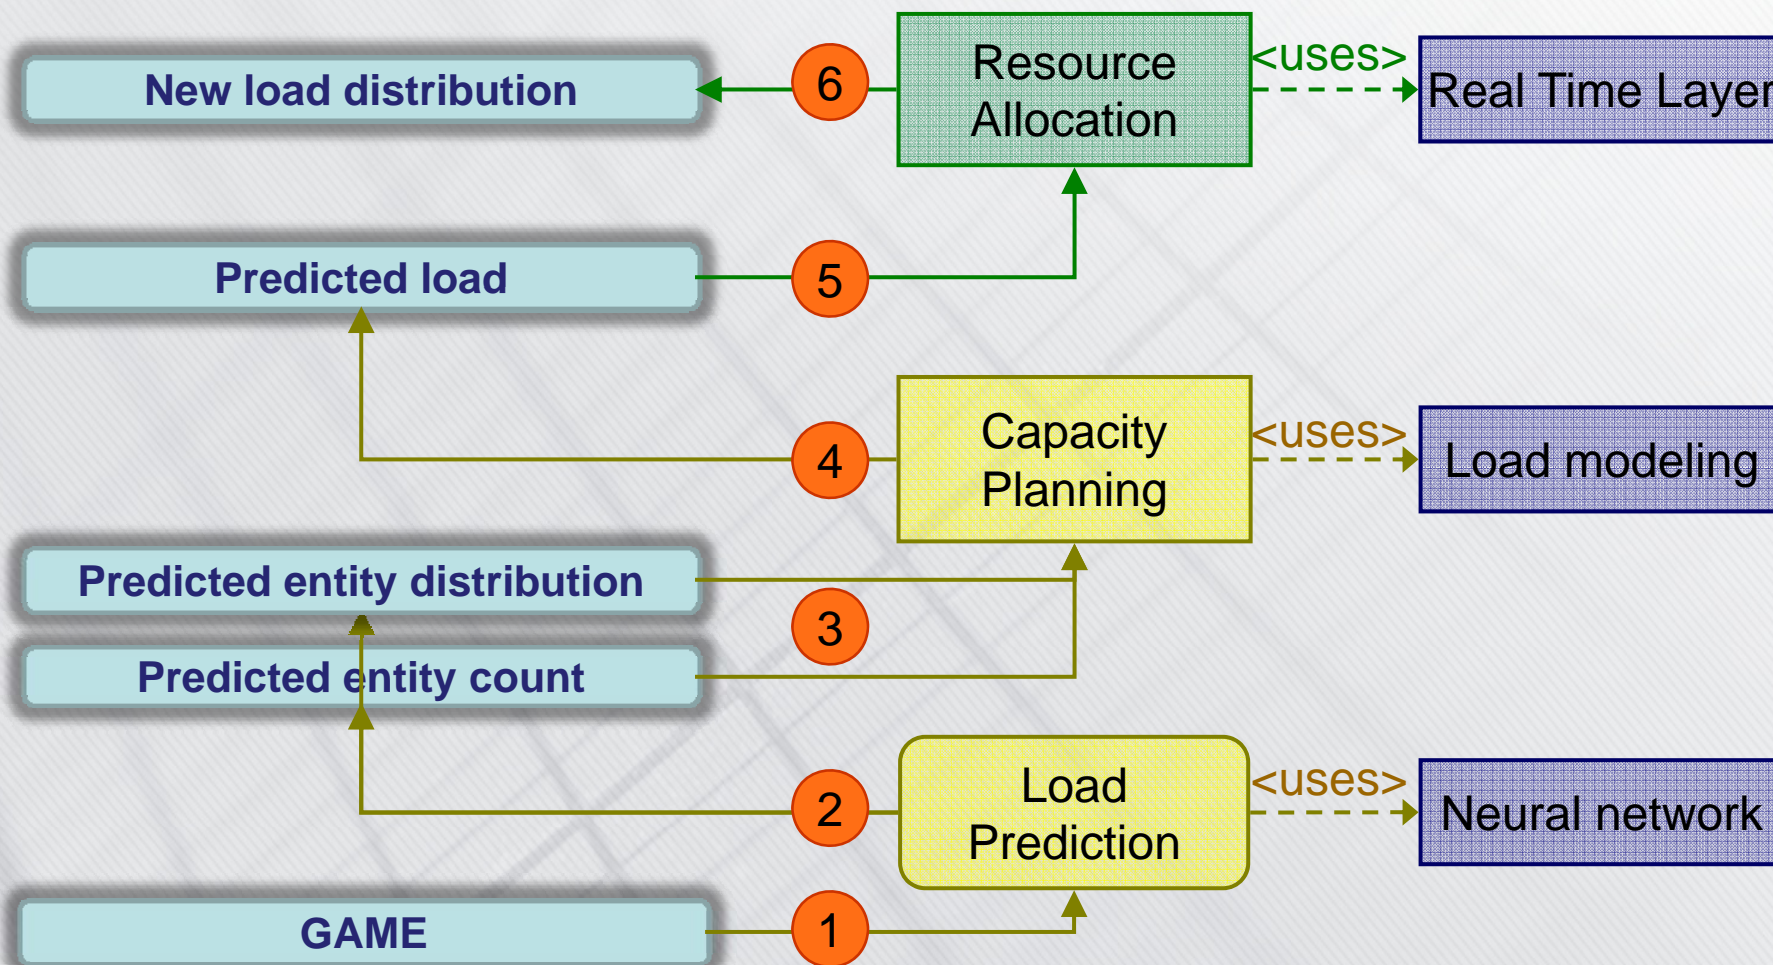 New load distribution
6
Resource
Allocation
<uses>
Real Time Layer
Predicted load
5
4
Capacity
Planning
<uses>
Load modeling
Predicted entity distribution
3
Predicted entity count
2
Load
Prediction
<uses>
Neural network
GAME
1